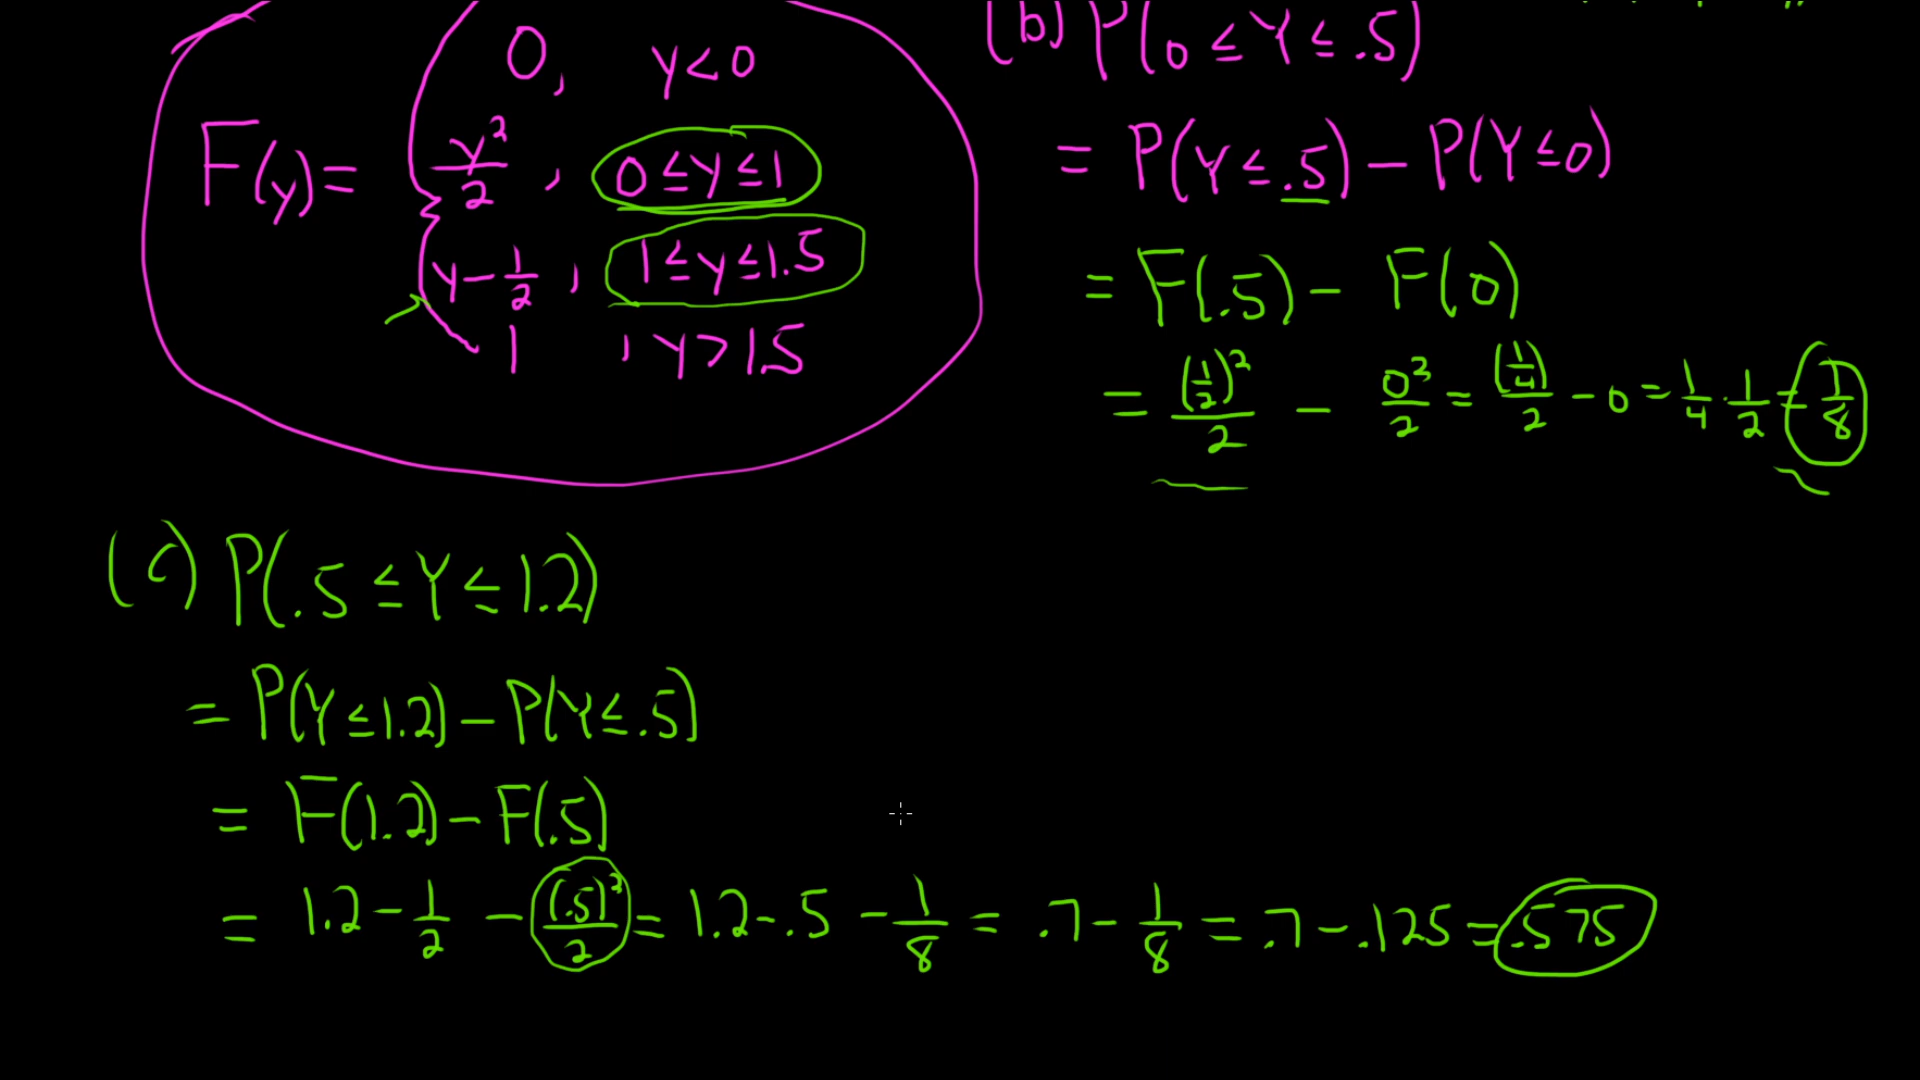 0, y<0
F(y)= y²/2, 0≤y≤1
y-1/2, 1≤y≤1.5
1, y>1.5
(b) P(0≤Y≤.5)
= P(Y≤.5) - P(Y≤0)
= F(.5) - F(0)
= (1/2)²/2 - 0²/2 = (1/4)/2 - 0 = 1/4 · 1/2 = 1/8
(c) P(.5≤Y≤1.2)
= P(Y≤1.2) - P(Y≤.5)
= F(1.2) - F(.5)
= 1.2 - 1/2 - (.5)²/2 = 1.2 - .5 - 1/8 = .7 - 1/8 = .7 - .125 = .575